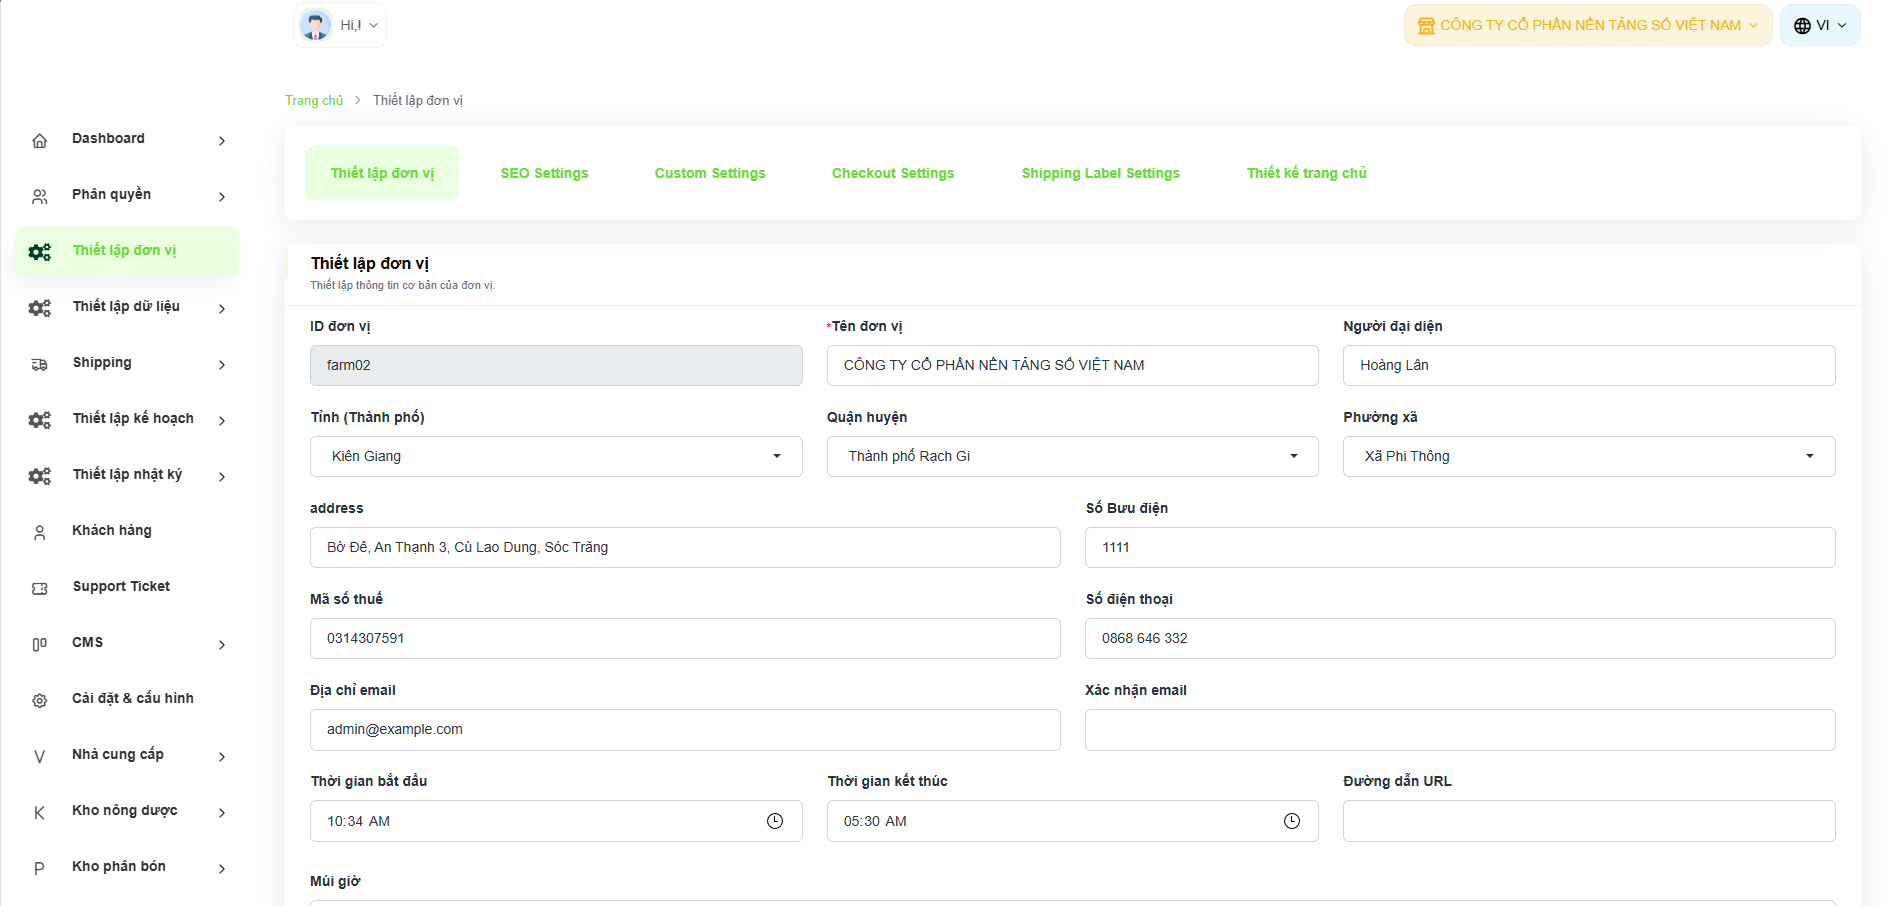 Hi,!
CÔNG TY CỔ PHẦN NỀN TẢNG SỐ VIỆT NAM
VI
Trang chủ > Thiết lập đơn vị
Dashboard
Phân quyền
Thiết lập đơn vị
Thiết lập dữ liệu
Shipping
Thiết lập kế hoạch
Thiết lập nhật ký
Khách hàng
Support Ticket
CMS
Cài đặt & cấu hình
V Nhà cung cấp
K Kho nông dược
P Kho phân bón
Thiết lập đơn vị
SEO Settings
Custom Settings
Checkout Settings
Shipping Label Settings
Thiết kế trang chủ
Thiết lập đơn vị
Thiết lập thông tin cơ bản của đơn vị.
ID đơn vị
farm02
*Tên đơn vị
CÔNG TY CỔ PHẦN NỀN TẢNG SỐ VIỆT NAM
Người đại diện
Hoàng Lân
Tỉnh (Thành phố)
Kiên Giang
Quận huyện
Thành phố Rạch Gi
Phường xã
Xã Phi Thông
address
Bờ Đê, An Thạnh 3, Cù Lao Dung, Sóc Trăng
Số Bưu điện
1111
Mã số thuế
0314307591
Số điện thoại
0868 646 332
Địa chỉ email
admin@example.com
Xác nhận email
Thời gian bắt đầu
10:34 AM
Thời gian kết thúc
05:30 AM
Đường dẫn URL
Múi giờ